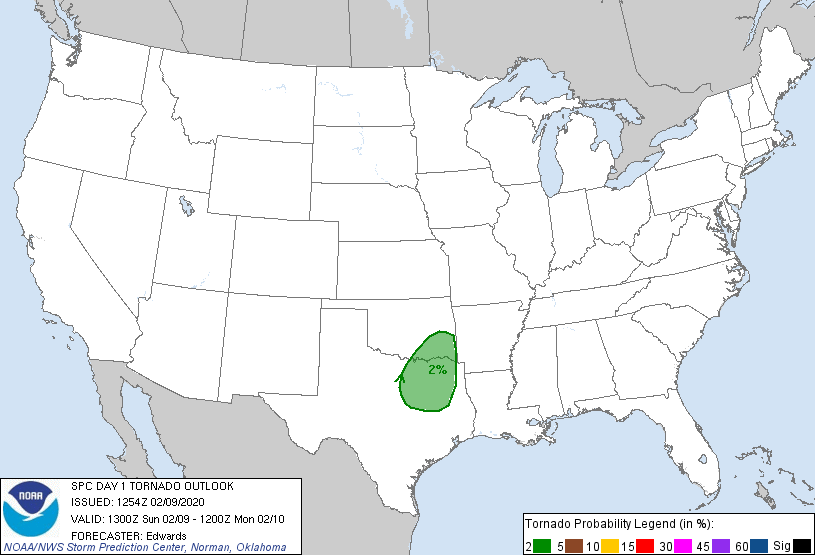 2%
NOAA
SPC DAY 1 TORNADO OUTLOOK
ISSUED: 1254Z 02/09/2020
VALID: 1300Z Sun 02/09 - 1200Z Mon 02/10
FORECASTER: Edwards
NOAA/NWS Storm Prediction Center, Norman, Oklahoma
Tornado Probability Legend (in %):
2 5 10 15 30 45 60 Sig